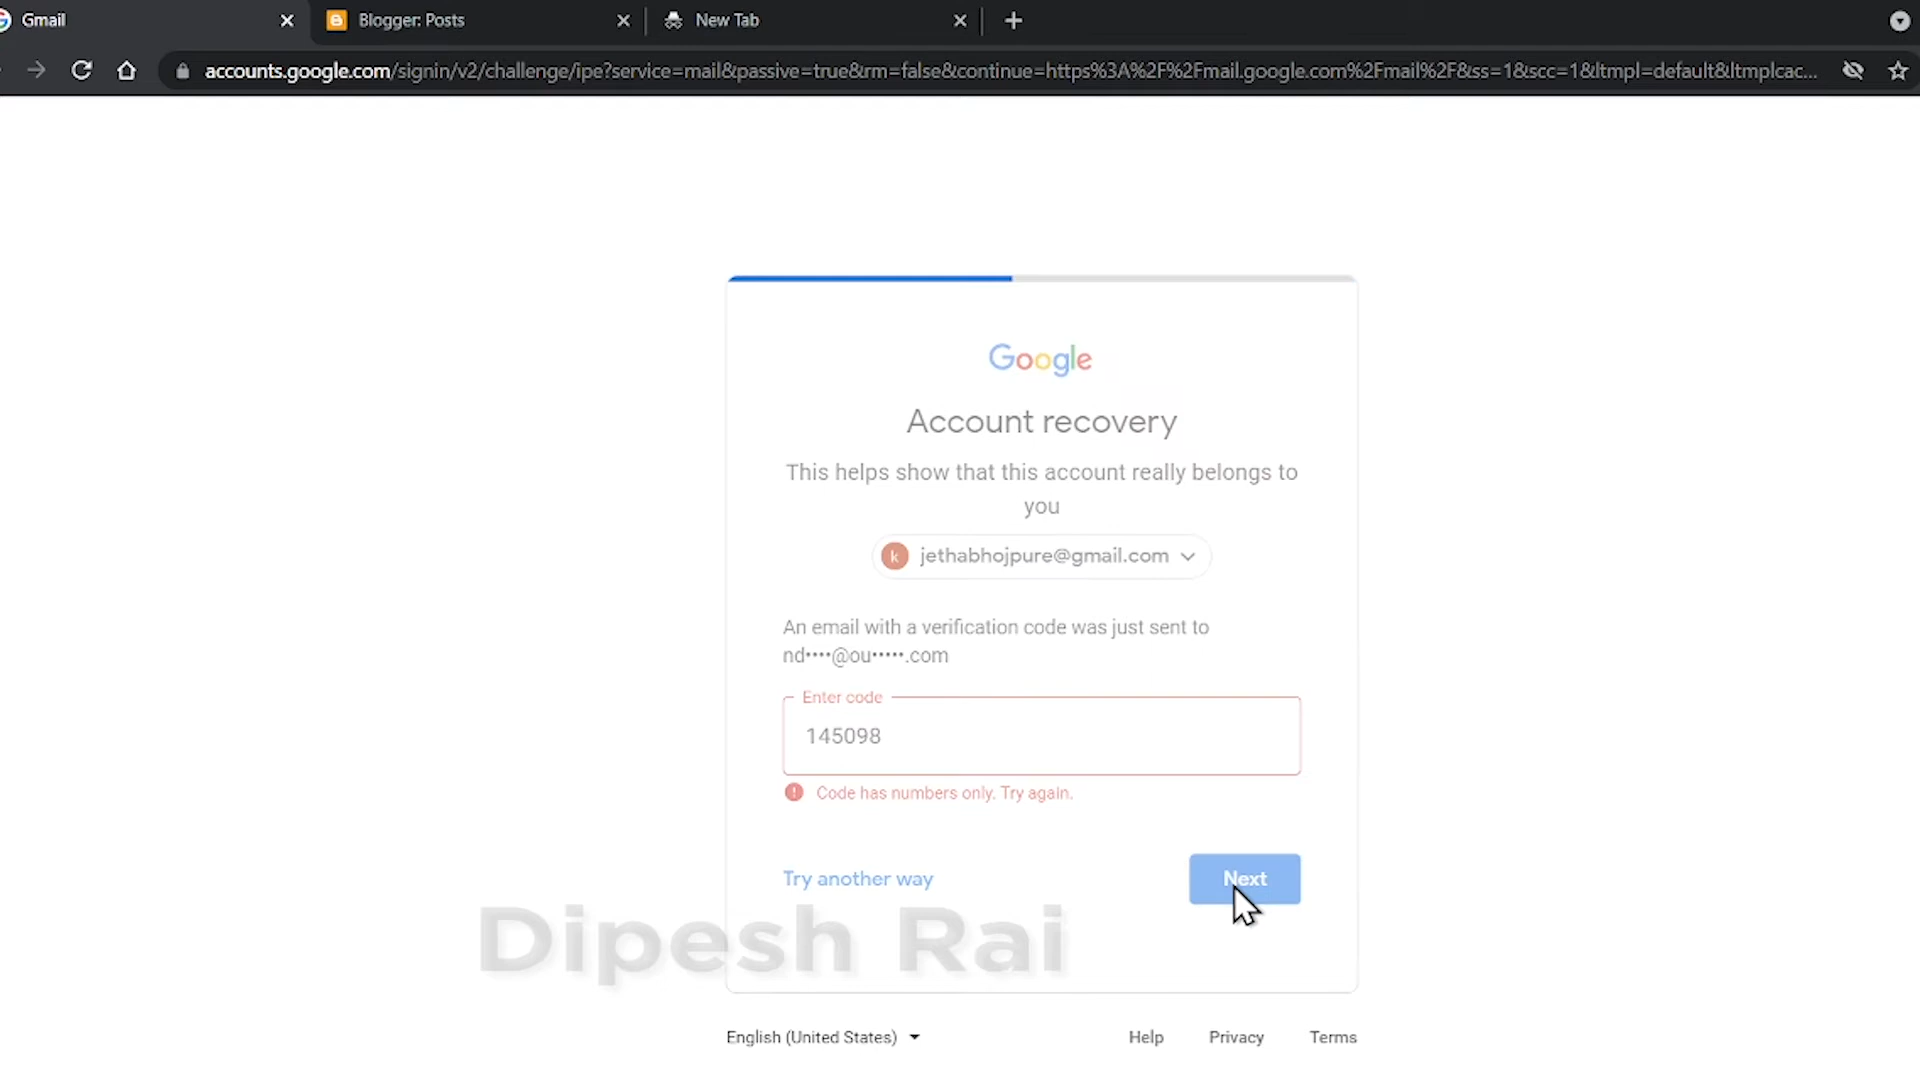 Gmail
Blogger: Posts
New Tab
accounts.google.com/signin/v2/challenge/ipe?service=mail&passive=true&rm=false&continue=https%3A%2F%2Fmail.google.com%2Fmail%2F&ss=1&scc=1&ltmpl=default&ltmplcac...
Google
Account recovery
This helps show that this account really belongs to
you
k jethabhojpure@gmail.com
An email with a verification code was just sent to
nd••••@ou•••••.com
Enter code
145098
Code has numbers only. Try again.
Try another way
Next
Dipesh Rai
English (United States)
Help
Privacy
Terms